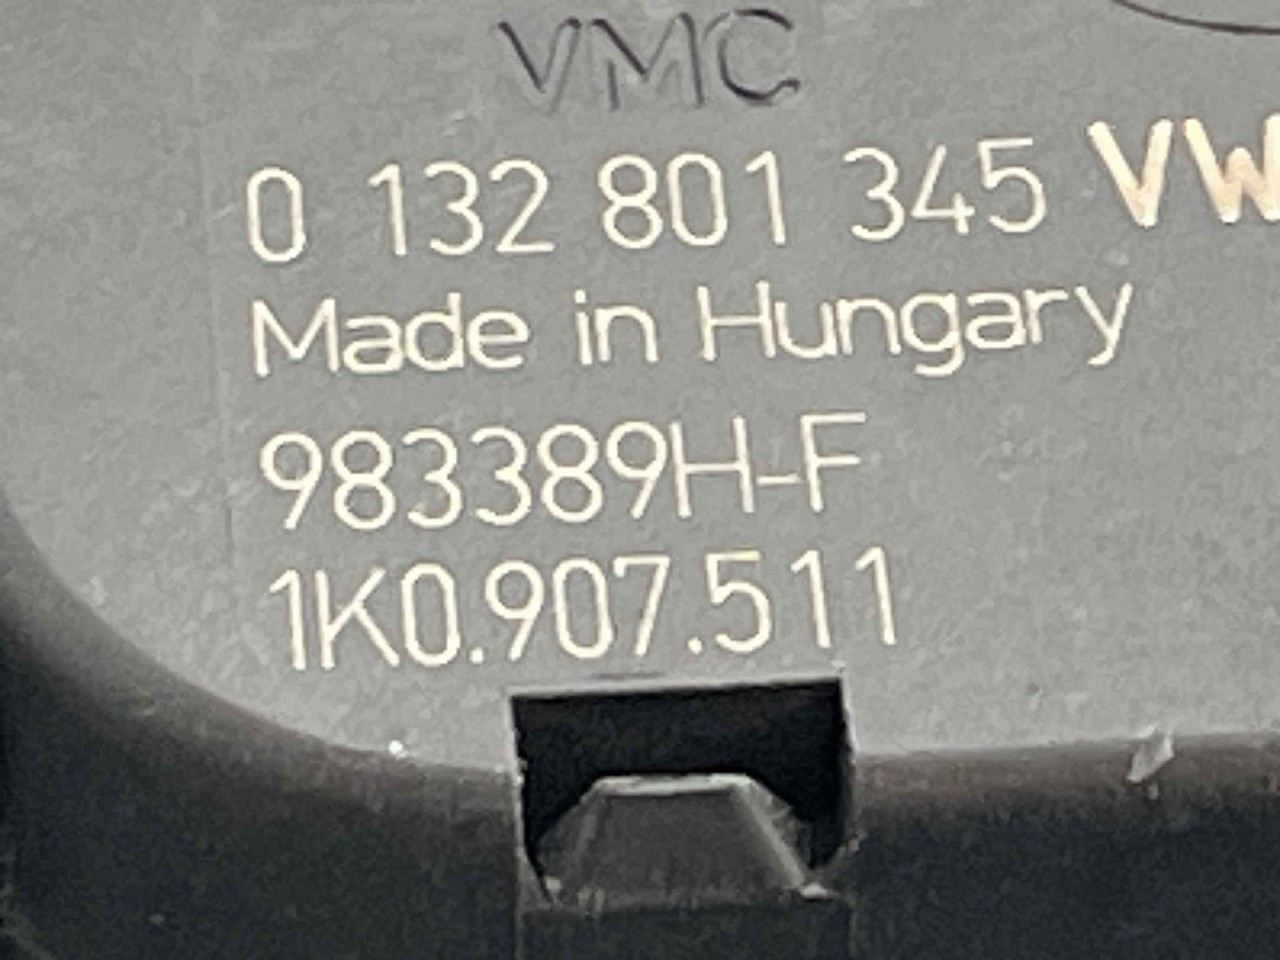 VMC
0 132 801 345 VW
Made in Hungary
983389H-F
1K0.907.511